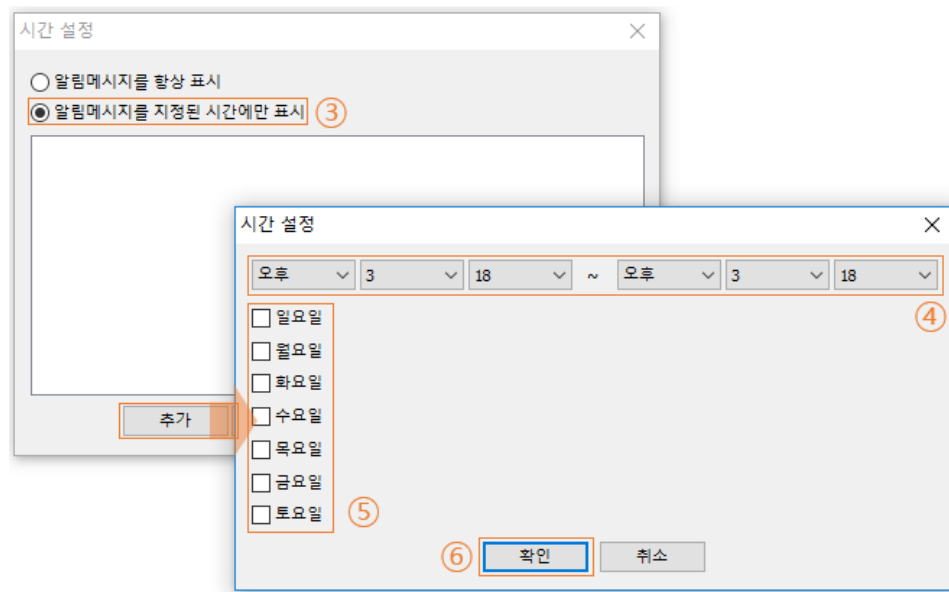 시간 설정
알림메시지를 항상 표시
알림메시지를 지정된 시간에만 표시 ③
시간 설정
오후 3 18 ~ 오후 3 18
④
일요일
월요일
화요일
추가
수요일
목요일
금요일
토요일 ⑤
⑥ 확인 취소